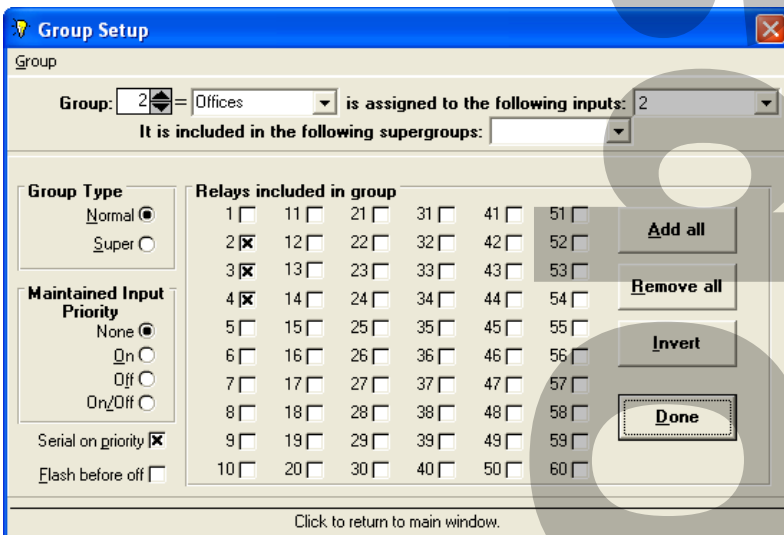 Group Setup
Group
Group: 2 = Offices is assigned to the following inputs: 2
It is included in the following supergroups:
Group Type
Normal
Super
Maintained Input
Priority
None
On
Off
On/Off
Serial on priority
Flash before off
Relays included in group
1 11 21 31 41 51
2 12 22 32 42 52
3 13 23 33 43 53
4 14 24 34 44 54
5 15 25 35 45 55
6 16 26 36 46 56
7 17 27 37 47 57
8 18 28 38 48 58
9 19 29 39 49 59
10 20 30 40 50 60
Add all
Remove all
Invert
Done
Click to return to main window.